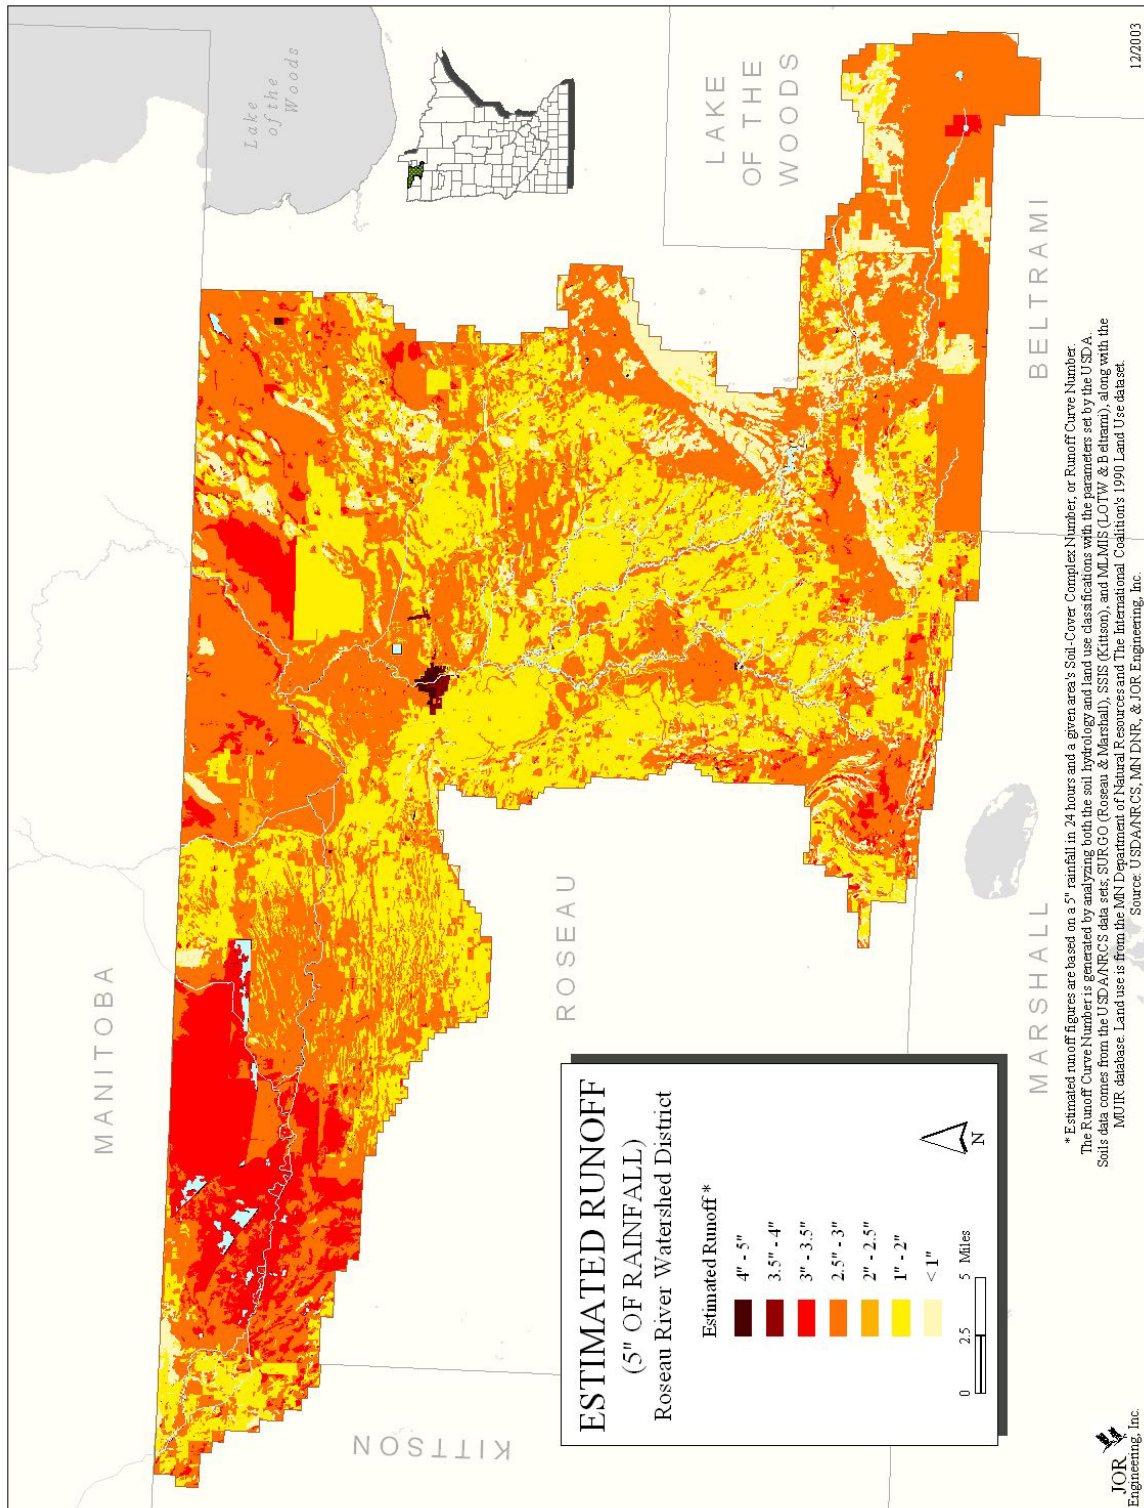 MANITOBA
Lake
of the
Woods
LAKE
OF THE
WOODS
ROSEAU
KITTSON
MARSHALL
BELTRAMI
ESTIMATED RUNOFF
(5" OF RAINFALL)
Roseau River Watershed District
Estimated Runoff *
4" - 5"
3.5" - 4"
3" - 3.5"
2.5" - 3"
2" - 2.5"
1" - 2"
< 1"
0 2.5 5 Miles
N
* Estimated runoff figures are based on a 5" rainfall in 24 hours and a given area's Soil-Cover Complex Number, or Runoff Curve Number.
The Runoff Curve Number is generated by analyzing both the soil hydrology and land use classifications with the parameters set by the USDA.
Soils data comes from the USDA/NRCS data sets; SURGO (Roseau & Marshall), SSIS (Kittson), and MLMIS (LOTW & Beltrami), along with the
MUIR database. Land use is from the MN Department of Natural Resources and The International Coalition's 1990 Land Use dataset.
Source: USDA/NRCS, MN DNR, & JOR Engineering, Inc.
JOR
Engineering, Inc.
12/2003